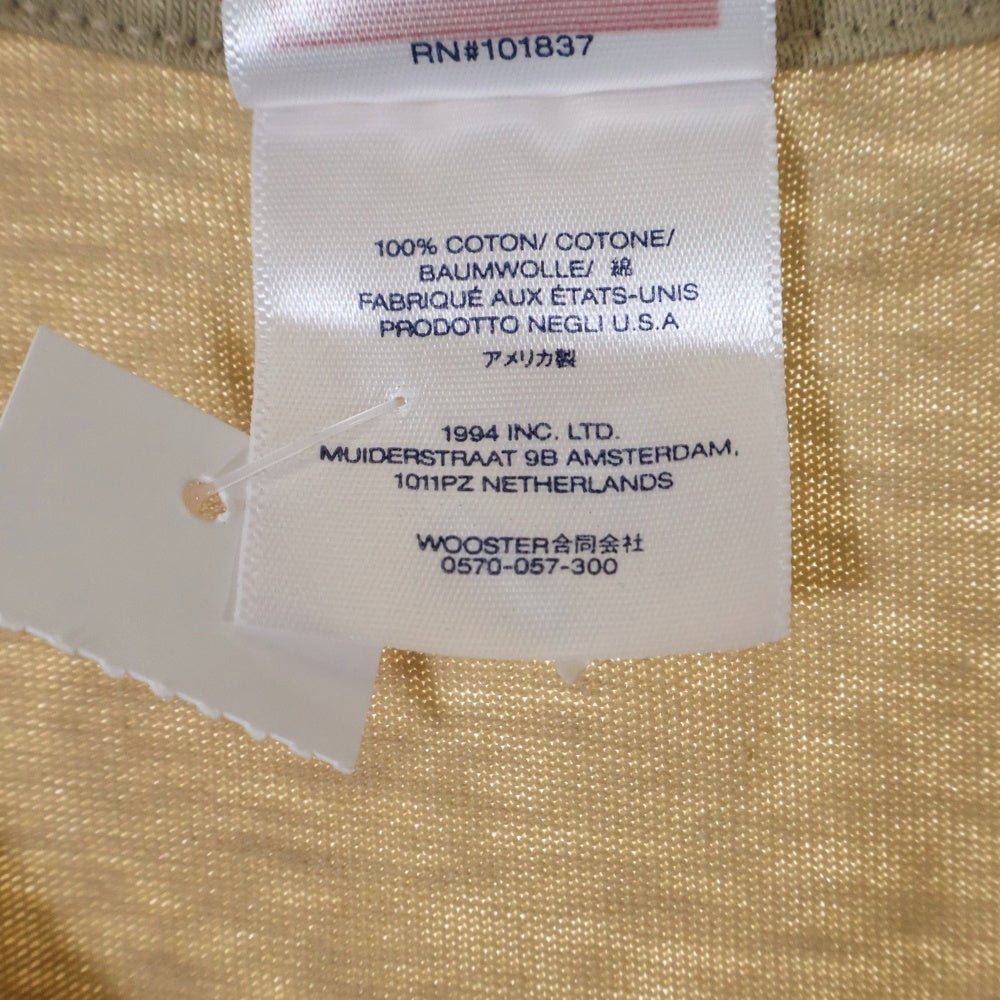 RN#101837
100% COTON/ COTONE/
BAUMWOLLE/ 綿
FABRIQUÉ AUX ÉTATS-UNIS
PRODOTTO NEGLI U.S.A
アメリカ製
1994 INC. LTD.
MUIDERSTRAAT 9B AMSTERDAM,
1011PZ NETHERLANDS
WOOSTER合同会社
0570-057-300